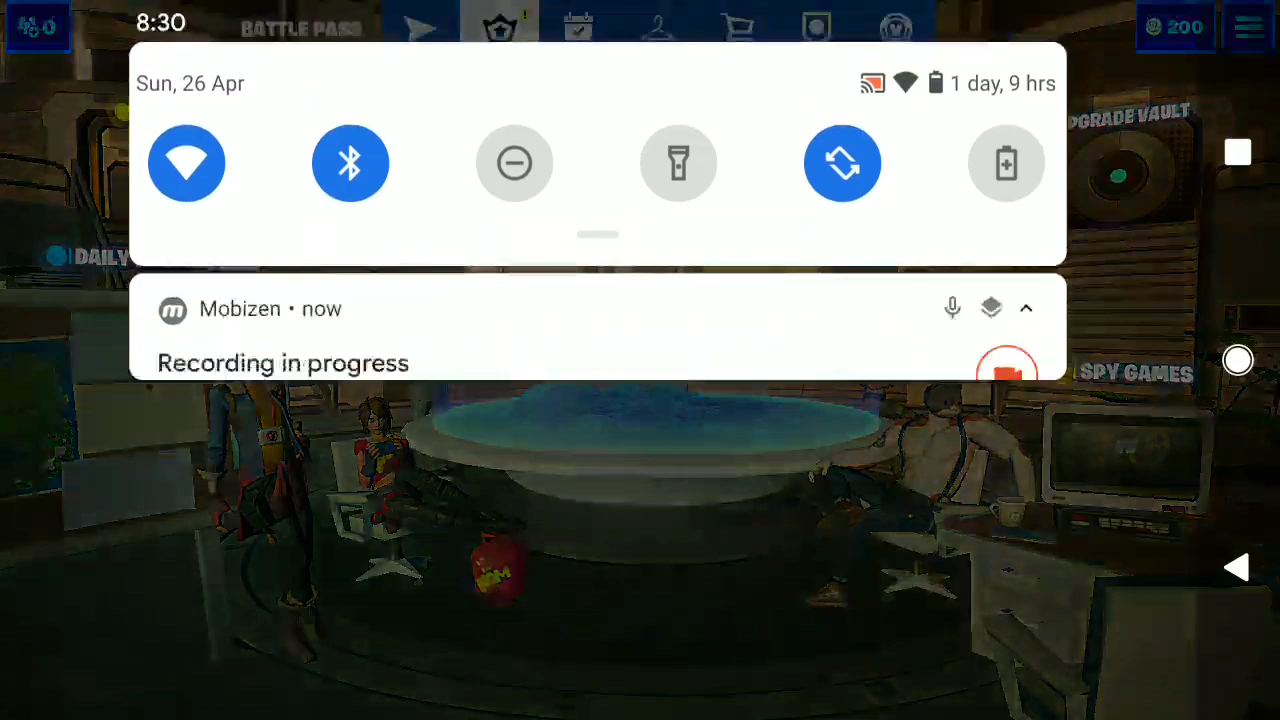 8:30
BATTLE PASS
200
Sun, 26 Apr
1 day, 9 hrs
UPGRADE VAULT
DAILY
Mobizen • now
Recording in progress
SPY GAMES